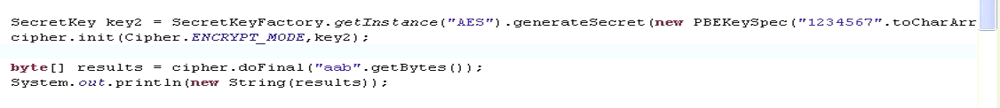 SecretKey key2 = SecretKeyFactory.getInstance("AES").generateSecret(new PBEKeySpec("1234567".toCharArr
cipher.init(Cipher.ENCRYPT_MODE,key2);
byte[] results = cipher.doFinal("aab".getBytes());
System.out.println(new String(results));